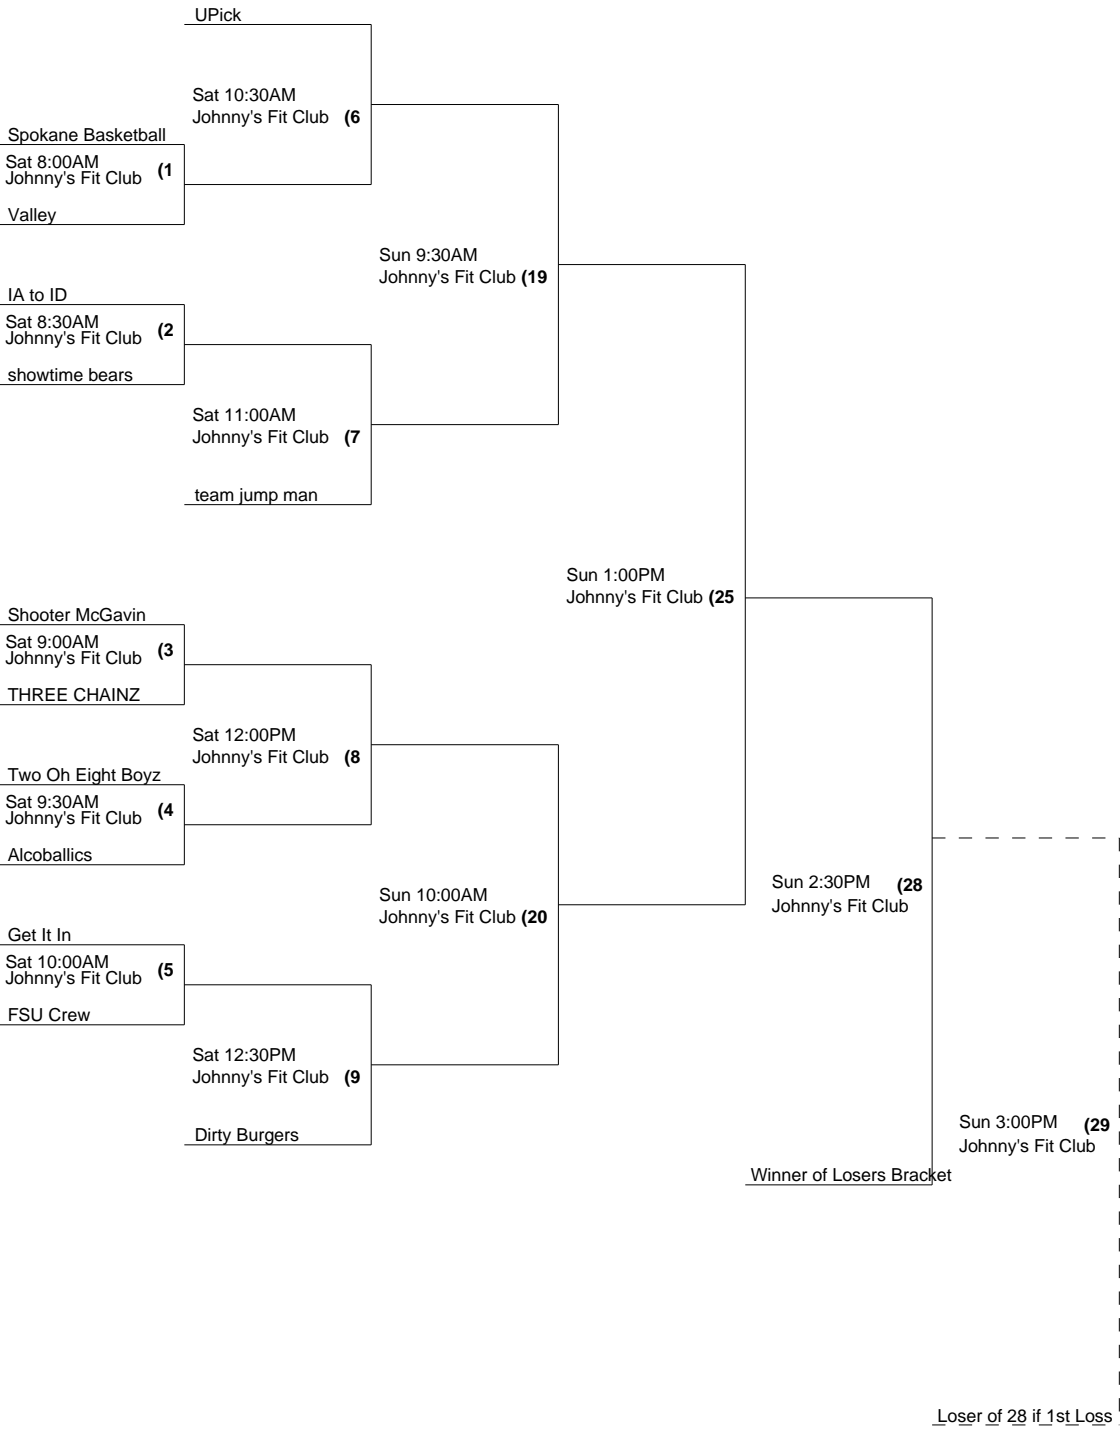 UPick
Sat 10:30AM
Johnny's Fit Club (6
Spokane Basketball
Sat 8:00AM
Johnny's Fit Club (1
Valley
Sun 9:30AM
Johnny's Fit Club (19
IA to ID
Sat 8:30AM
Johnny's Fit Club (2
showtime bears
Sat 11:00AM
Johnny's Fit Club (7
team jump man
Sun 1:00PM
Johnny's Fit Club (25
Shooter McGavin
Sat 9:00AM
Johnny's Fit Club (3
THREE CHAINZ
Sat 12:00PM
Johnny's Fit Club (8
Two Oh Eight Boyz
Sat 9:30AM
Johnny's Fit Club (4
Alcoballics
Sun 10:00AM
Johnny's Fit Club (20
Sun 2:30PM (28
Johnny's Fit Club
Get It In
Sat 10:00AM
Johnny's Fit Club (5
FSU Crew
Sat 12:30PM
Johnny's Fit Club (9
Dirty Burgers
Sun 3:00PM (29
Johnny's Fit Club
Winner of Losers Bracket
Loser of 28 if 1st Loss